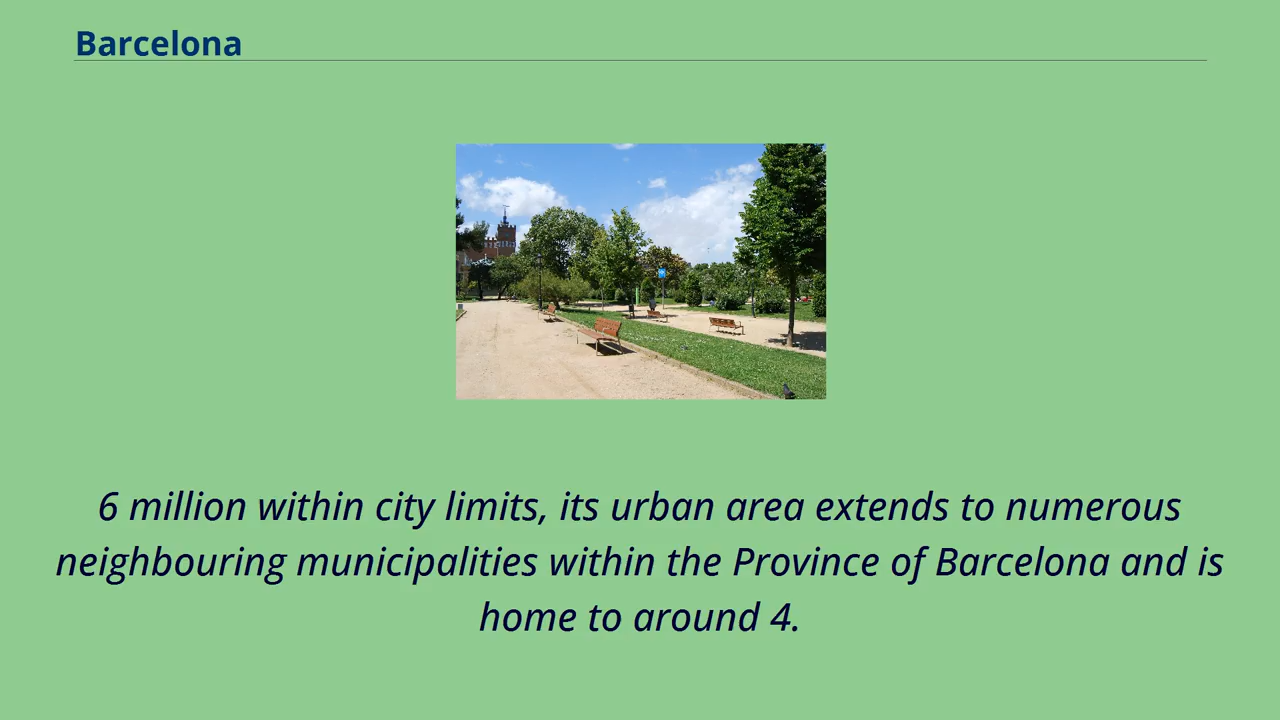 Barcelona
6 million within city limits, its urban area extends to numerous
neighbouring municipalities within the Province of Barcelona and is
home to around 4.